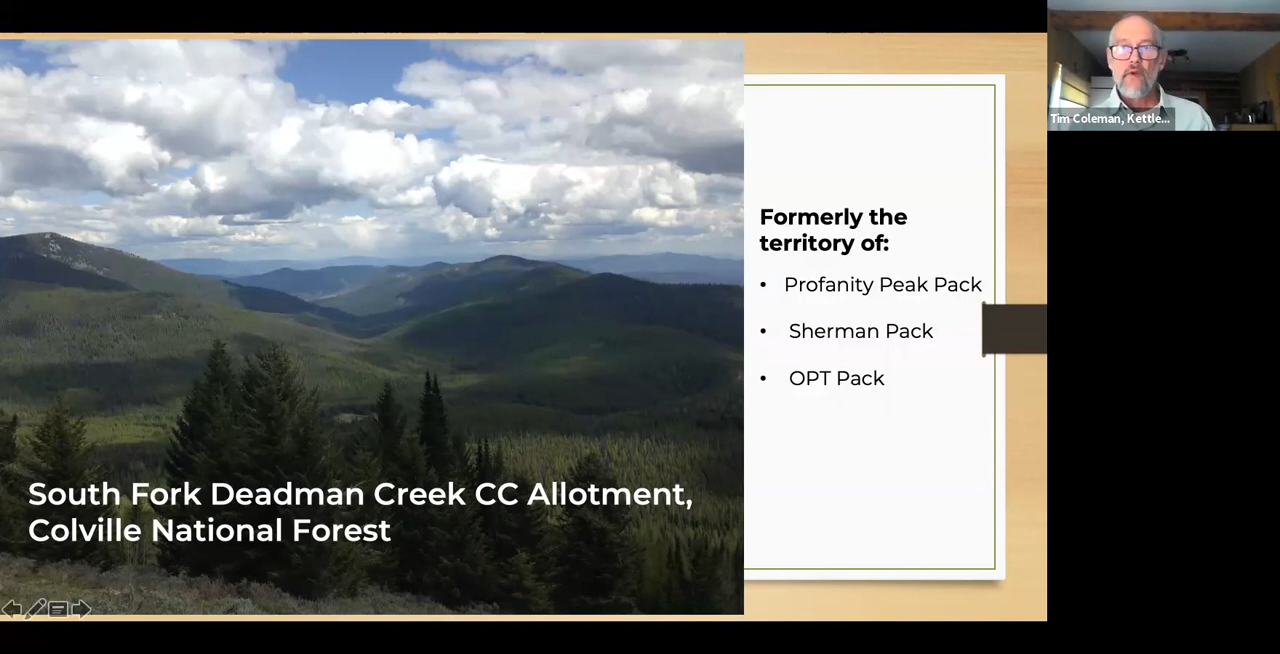 Formerly the
territory of:
• Profanity Peak Pack
• Sherman Pack
• OPT Pack
South Fork Deadman Creek CC Allotment,
Colville National Forest
Tim Coleman, Kettle...